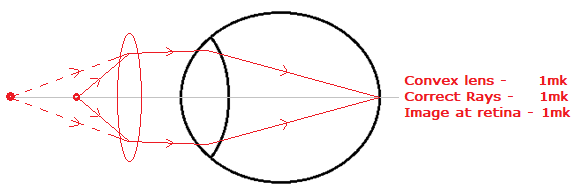 Convex lens - 1mk
Correct Rays - 1mk
Image at retina - 1mk